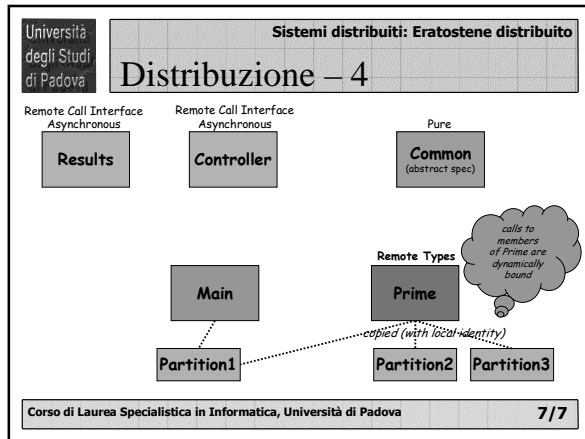 Università
degli Studi
di Padova
Sistemi distribuiti: Eratostene distribuito
Distribuzione – 4
Remote Call Interface
Asynchronous
Results
Remote Call Interface
Asynchronous
Controller
Pure
Common
(abstract spec)
calls to
members
of Prime are
dynamically
bound
Main
Remote Types
Prime
copied (with local identity)
Partition1
Partition2
Partition3
Corso di Laurea Specialistica in Informatica, Università di Padova
7/7